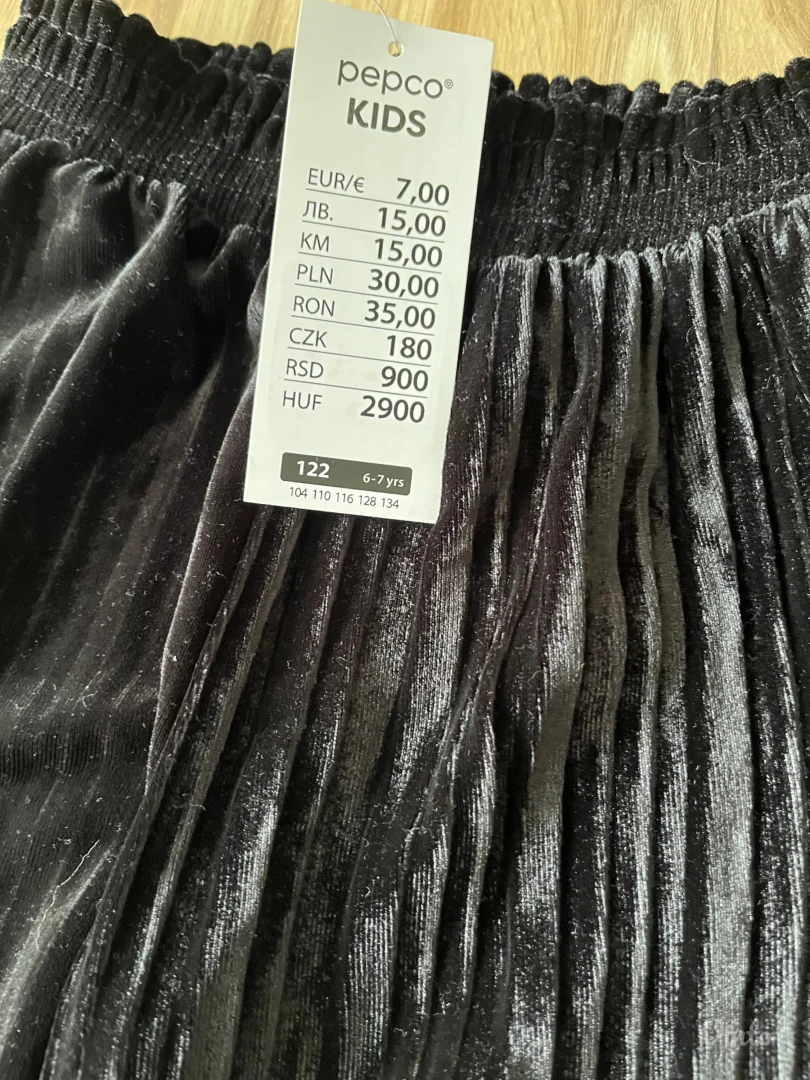 pepco®
KIDS
EUR/€ 7,00
ЛВ. 15,00
KM 15,00
PLN 30,00
RON 35,00
CZK 180
RSD 900
HUF 2900
122 6-7 yrs
104 110 116 128 134